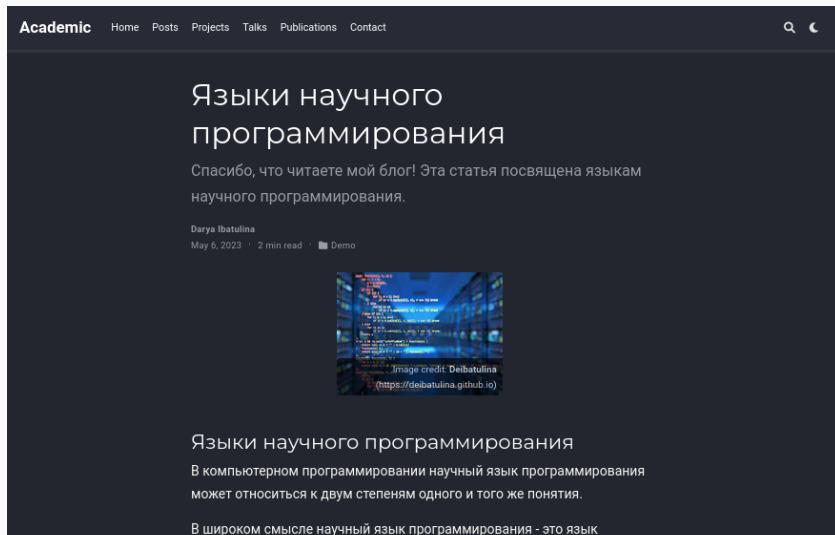 Academic Home Posts Projects Talks Publications Contact
Языки научного
программирования
Спасибо, что читаете мой блог! Эта статья посвящена языкам
научного программирования.
Darya Ibatulina
May 6, 2023 · 2 min read · Demo
Image credit: Deibatulina
(https://deibatulina.github.io)
Языки научного программирования
В компьютерном программировании научный язык программирования
может относиться к двум степеням одного и того же понятия.
В широком смысле научный язык программирования - это язык